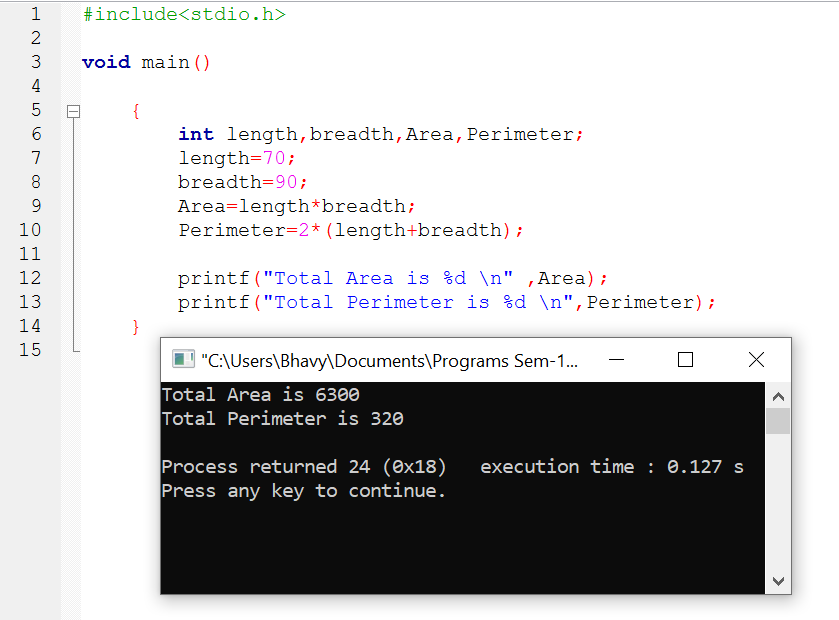 1 #include<stdio.h>
2
3 void main()
4
5 {
6 int length,breadth,Area,Perimeter;
7 length=70;
8 breadth=90;
9 Area=length*breadth;
10 Perimeter=2*(length+breadth);
11
12 printf("Total Area is %d \n" ,Area);
13 printf("Total Perimeter is %d \n",Perimeter);
14 }
15
"C:\Users\Bhavy\Documents\Programs Sem-1...
Total Area is 6300
Total Perimeter is 320
Process returned 24 (0x18)   execution time : 0.127 s
Press any key to continue.